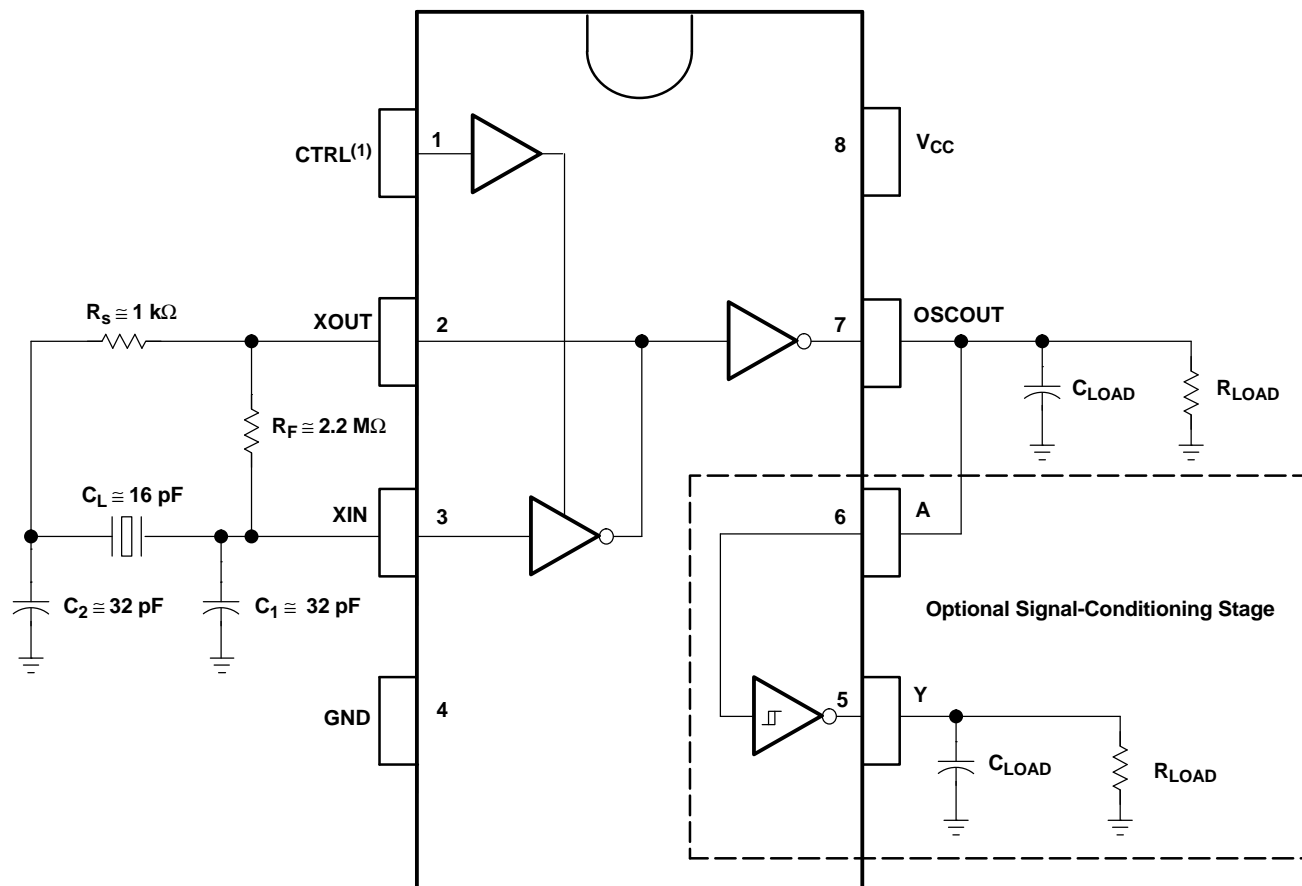 CTRL(1)
1
8
VCC
Rs ≅ 1 kΩ
XOUT
2
7
OSCOUT
CLOAD
RLOAD
RF ≅ 2.2 MΩ
CL ≅ 16 pF
XIN
3
6
A
C2 ≅ 32 pF
C1 ≅ 32 pF
Optional Signal-Conditioning Stage
GND
4
5
Y
CLOAD
RLOAD